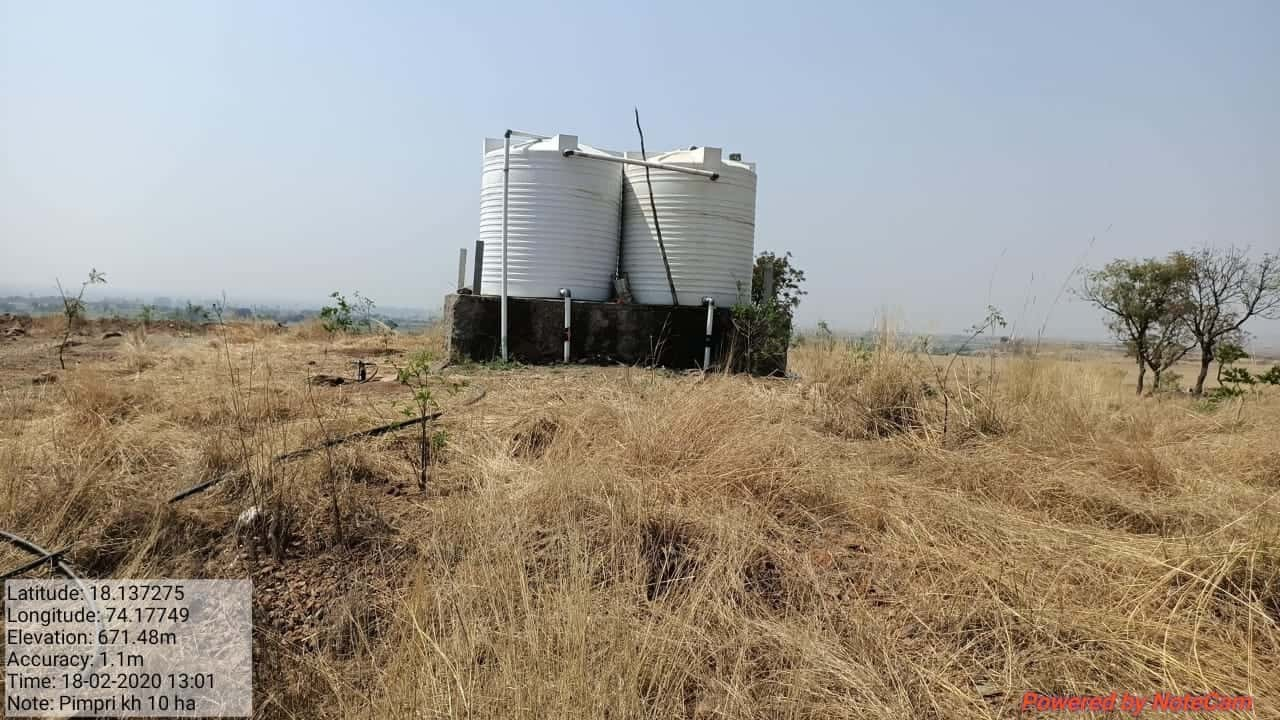 Latitude: 18.137275
Longitude: 74.17749
Elevation: 671.48m
Accuracy: 1.1m
Time: 18-02-2020 13:01
Note: Pimpri kh 10 ha
Powered by NoteCam